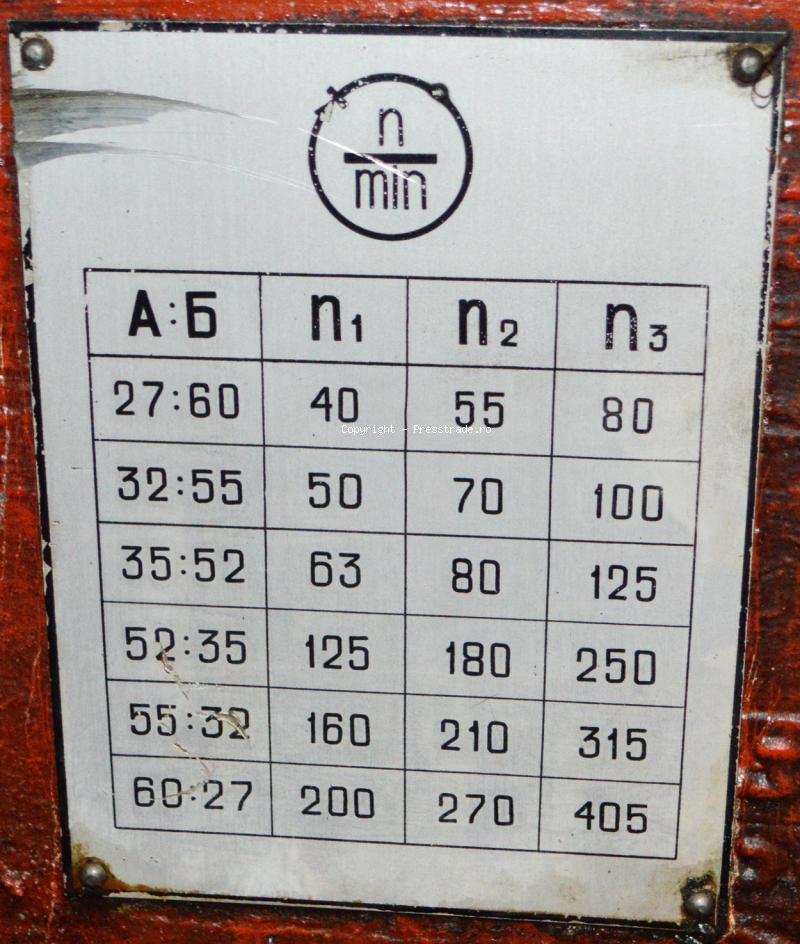 n
min
А:Б n1 n2 n3
27:60 40 55 80
Copyright - Presstrade.ro
32:55 50 70 100
35:52 63 80 125
52:35 125 180 250
55:32 160 210 315
60:27 200 270 405